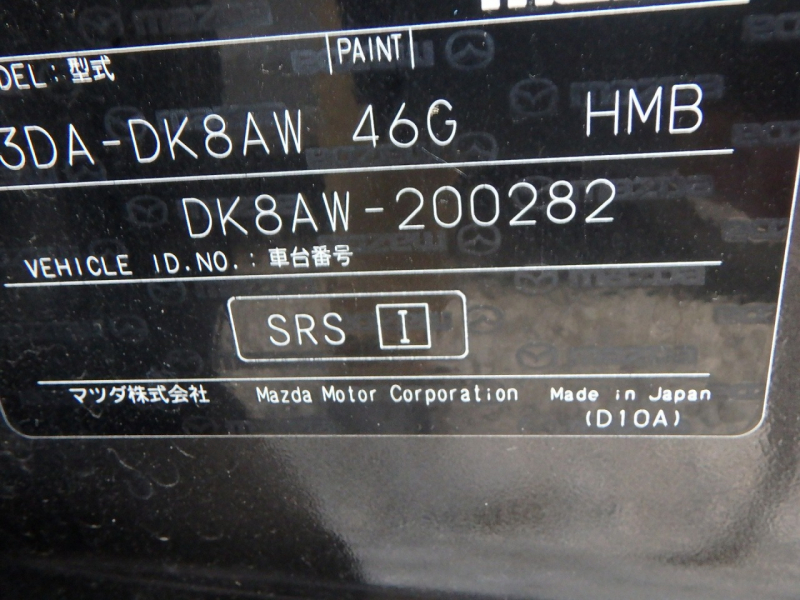 DEL: 型式
PAINT
3DA-DK8AW 46G HMB
DK8AW-200282
VEHICLE ID.NO.: 車台番号
SRS I
マツダ株式会社 Mazda Motor Corporation Made in Japan
(D10A)